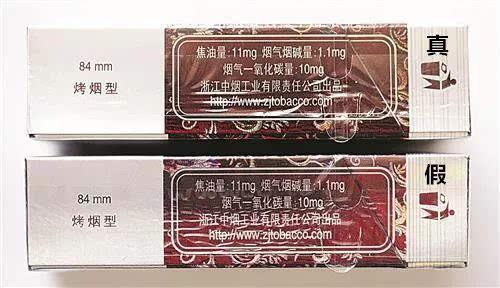 84 mm
烤烟型
焦油量:11mg 烟气烟碱量:1.1mg
烟气一氧化碳量:10mg
浙江中烟工业有限责任公司出品
http://www.zjtobacco.com
真
84 mm
烤烟型
焦油量:11mg 烟气烟碱量:1.1mg
烟气一氧化碳量:10mg
浙江中烟工业有限责任公司出品
http://www.zjtobacco.com
假